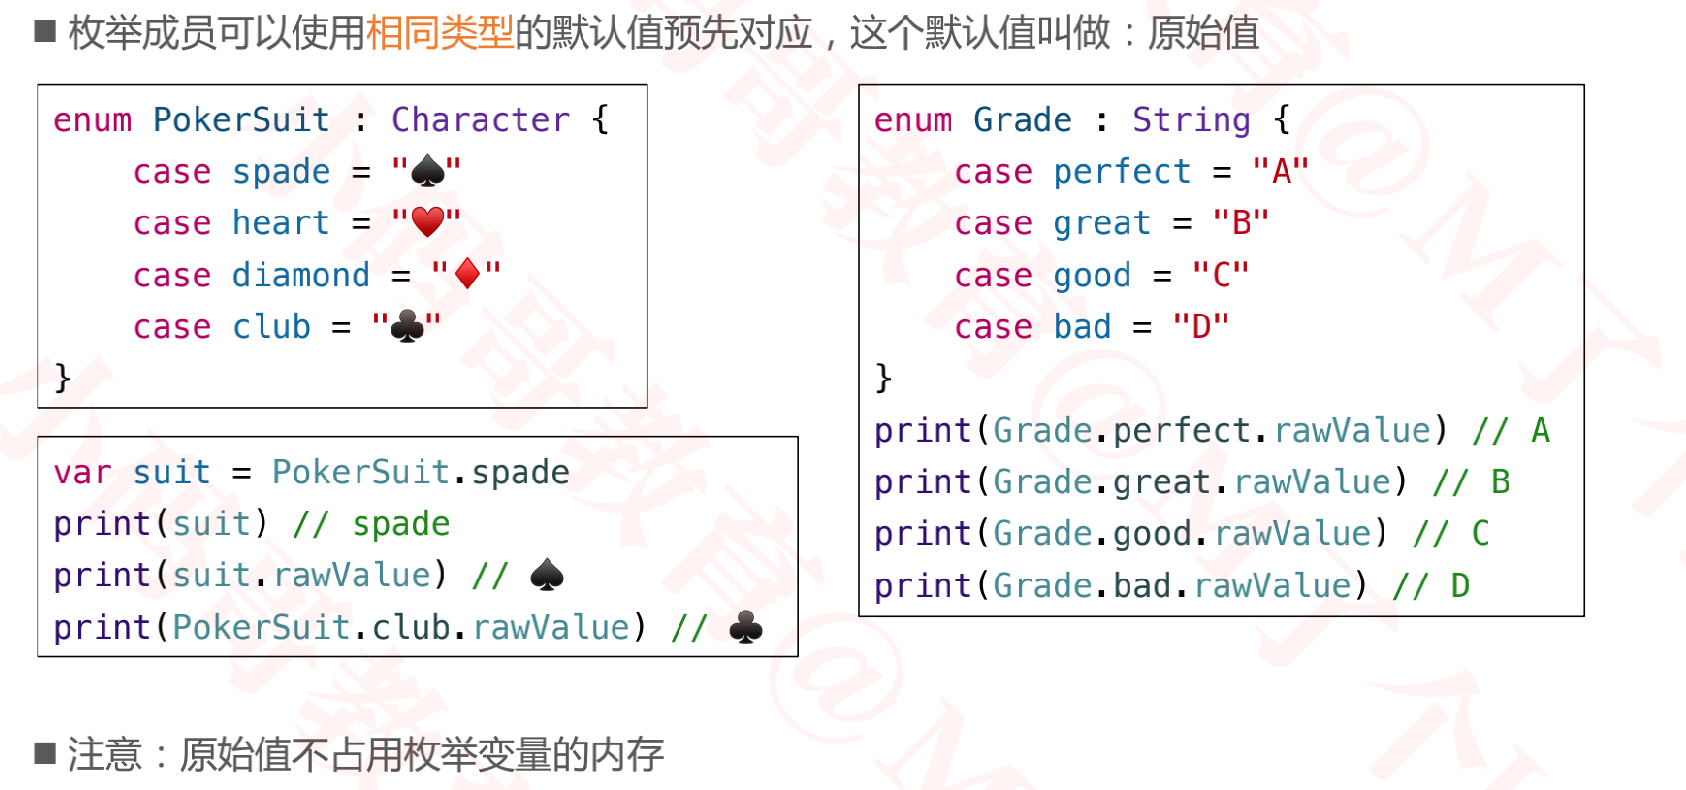 枚举成员可以使用相同类型的默认值预先对应，这个默认值叫做：原始值
enum PokerSuit : Character {
    case spade = "♠️"
    case heart = "♥️"
    case diamond = "♦️"
    case club = "♣️"
}
var suit = PokerSuit.spade
print(suit) // spade
print(suit.rawValue) // ♠️
print(PokerSuit.club.rawValue) // ♣️
enum Grade : String {
    case perfect = "A"
    case great = "B"
    case good = "C"
    case bad = "D"
}
print(Grade.perfect.rawValue) // A
print(Grade.great.rawValue) // B
print(Grade.good.rawValue) // C
print(Grade.bad.rawValue) // D
注意：原始值不占用枚举变量的内存